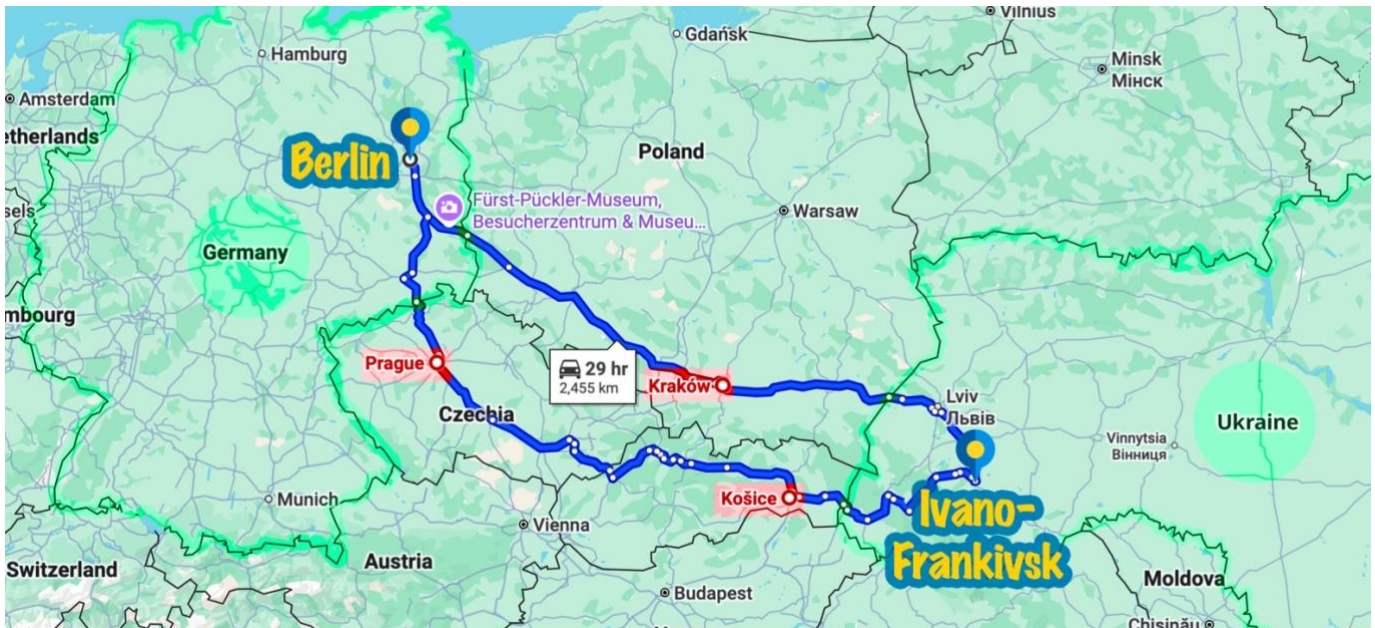 Vilnius
Gdańsk
Hamburg
Minsk
Мінск
Amsterdam
etherlands
Berlin
Poland
Fürst-Pückler-Museum,
Besucherzentrum & Museu...
sels
Warsaw
Germany
mbourg
29 hr
2,455 km
Prague
Kraków
Lviv
Львів
Czechia
Ukraine
Vinnytsia
Вінниця
Munich
Košice
Ivano-
Frankivsk
Vienna
Austria
Switzerland
Moldova
Budapest
Chișinău